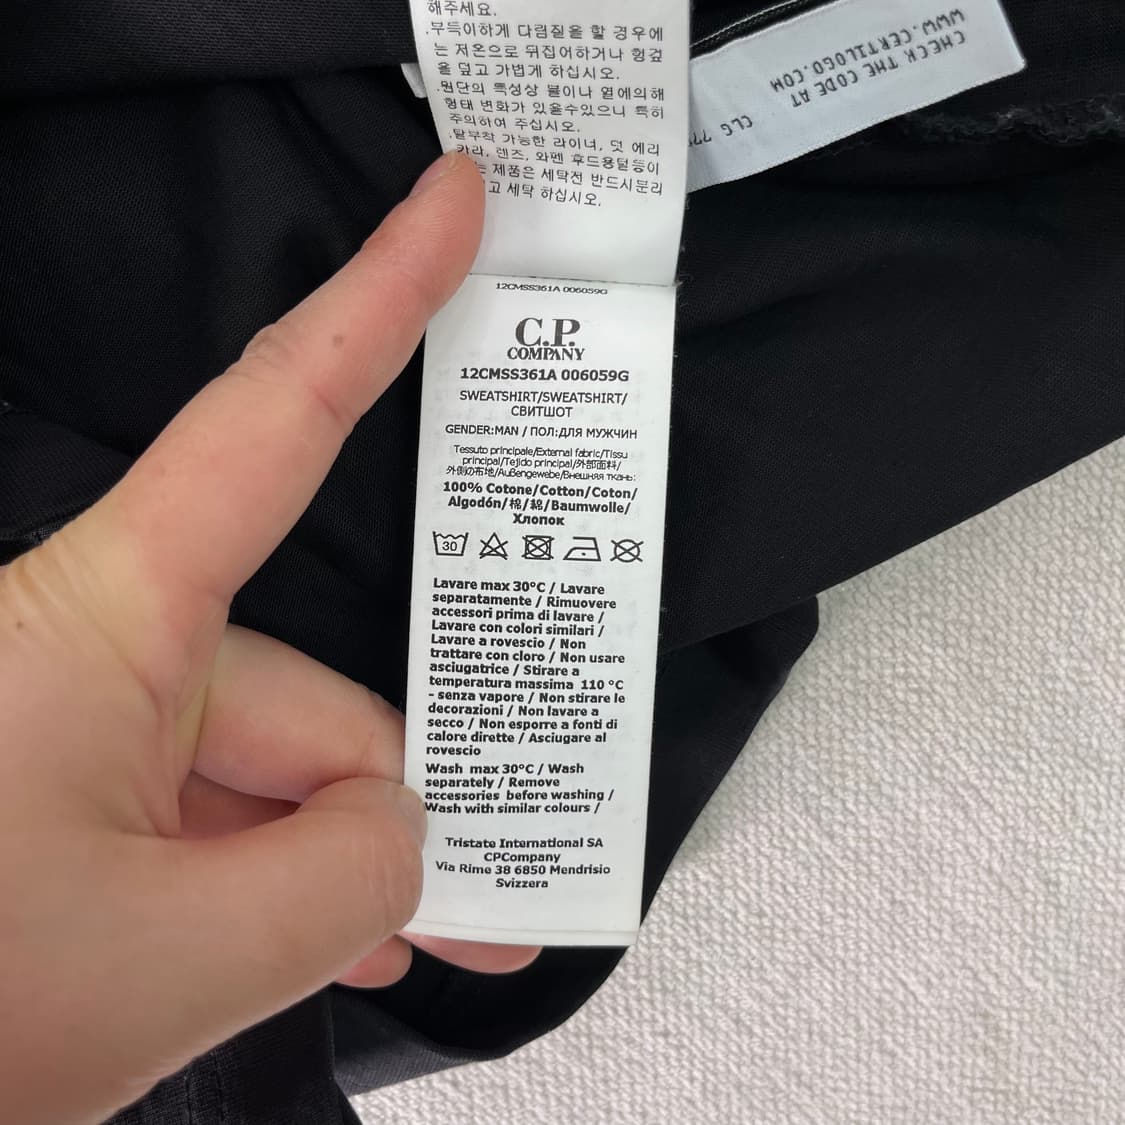 해주세요.
.부득이하게 다림질을 할 경우에
는 저온으로 뒤집어하거나 헝겊
을 덮고 가볍게 하십시오.
.원단의 특성상 불이나 열에의해
형태 변화가 있을수있으니 특히
주의하여 주십시오.
.탈부착 가능한 라이너, 덧 에리
카라, 렌즈, 와펜 후드용털등이
는 제품은 세탁전 반드시분리
고 세탁 하십시오.
CHECK THE CODE AT
WWW.CERTILOGO.COM
CLG
12CMSS361A 006059G
C.P.
COMPANY
12CMSS361A 006059G
SWEATSHIRT/SWEATSHIRT/
СВИТШОТ
GENDER:MAN / ПОЛ:ДЛЯ МУЖЧИН
Tessuto principale/External fabric/Tissu
principal/Tejido principal/外部面料/
外側の布地/Außengewebe/Внешняя ткань:
100% Cotone/Cotton/Coton/
Algodón/棉/綿/Baumwolle/
Хлопок
30
Lavare max 30°C / Lavare
separatamente / Rimuovere
accessori prima di lavare /
Lavare con colori similari /
Lavare a rovescio / Non
trattare con cloro / Non usare
asciugatrice / Stirare a
temperatura massima 110 °C
- senza vapore / Non stirare le
decorazioni / Non lavare a
secco / Non esporre a fonti di
calore dirette / Asciugare al
rovescio
Wash max 30°C / Wash
separately / Remove
accessories before washing /
Wash with similar colours /
Tristate International SA
CPCompany
Via Rime 38 6850 Mendrisio
Svizzera